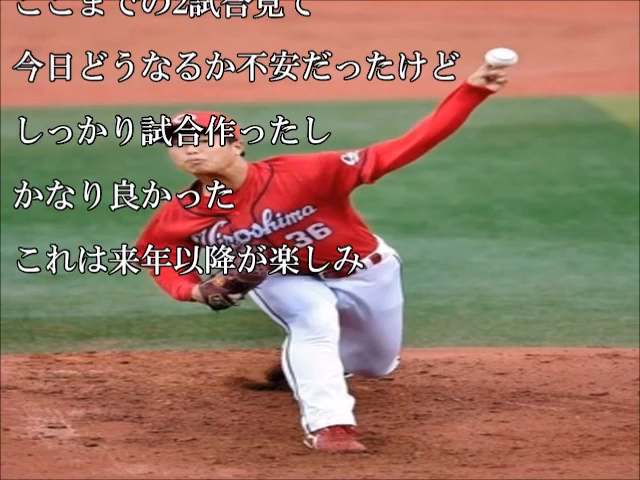 ここまでの2試合見て
今日どうなるか不安だったけど
しっかり試合作ったし
かなり良かった
これは来年以降が楽しみ
Hiroshima
36